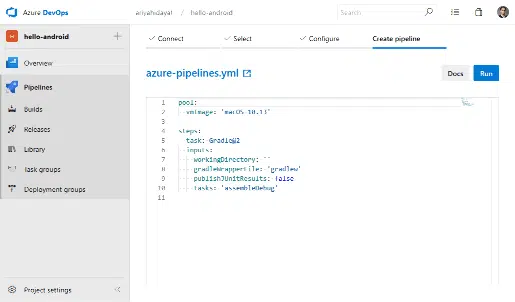 Azure DevOps
ariyahidayat / hello-android
Search
hello-android
Overview
Pipelines
Builds
Releases
Library
Task groups
Deployment groups
Project settings
Connect
Select
Configure
Create pipeline
azure-pipelines.yml
Docs
Run
1 pool:
2 vmImage: 'macOS-10.13'
3
4 steps:
5 task: Gradle@2
6 inputs:
7 workingDirectory: ''
8 gradleWrapperFile: 'gradlew'
9 publishJUnitResults: false
10 tasks: 'assembleDebug'
11